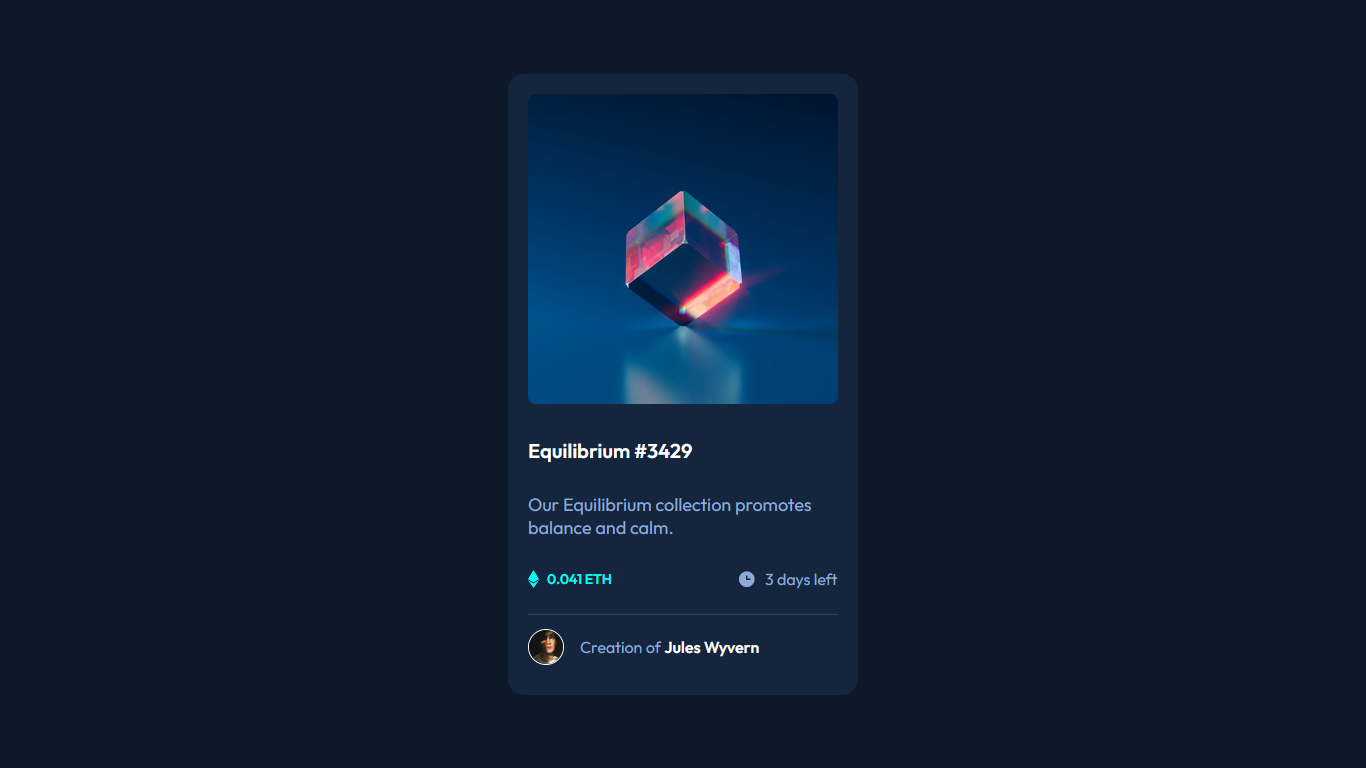 Equilibrium #3429
Our Equilibrium collection promotes
balance and calm.
0.041 ETH
3 days left
Creation of Jules Wyvern